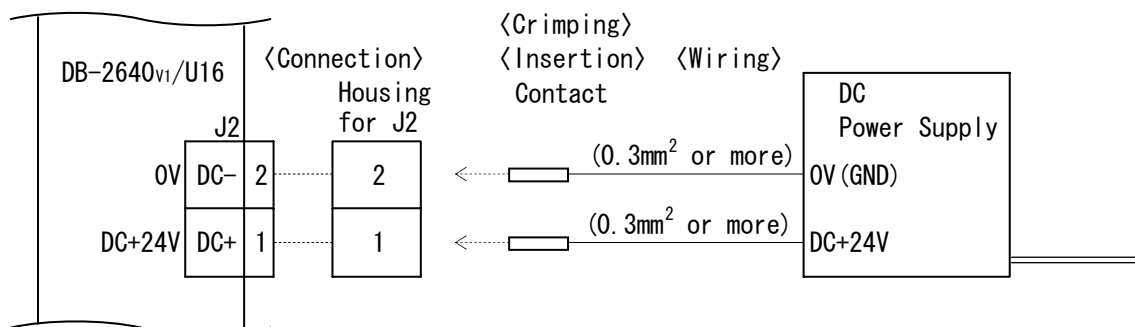 〈Crimping〉
DB-2640V1/U16 〈Connection〉 〈Insertion〉 〈Wiring〉
Housing Contact DC
J2 for J2 Power Supply
0V DC- 2 2 (0.3mm² or more) 0V(GND)
DC+24V DC+ 1 1 (0.3mm² or more) DC+24V